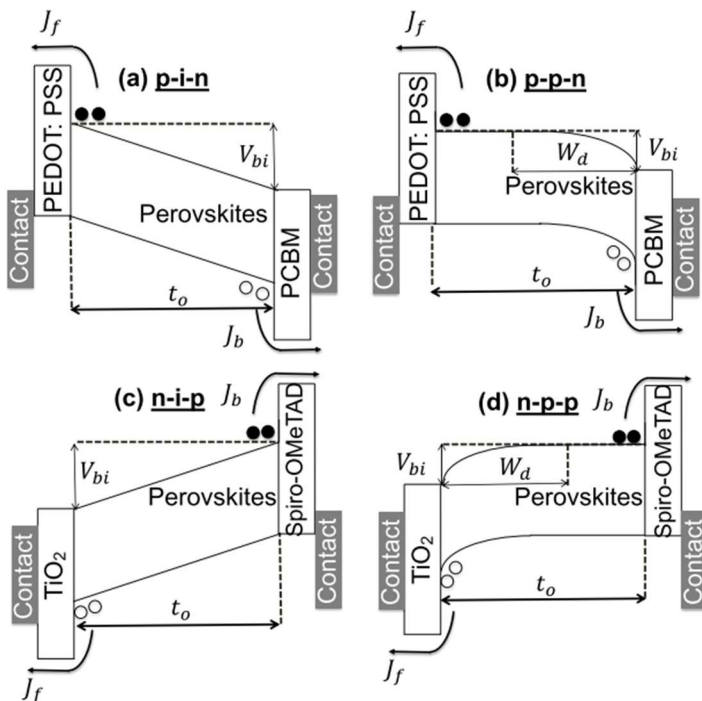 J_f
(a) p-i-n
PEDOT: PSS
V_bi
Perovskites
Contact
PCBM
Contact
t_o
J_b
J_f
(b) p-p-n
PEDOT: PSS
W_d
V_bi
Perovskites
Contact
PCBM
Contact
t_o
J_b
(c) n-i-p
J_b
V_bi
Perovskites
Spiro-OMeTAD
Contact
TiO₂
Contact
t_o
J_f
(d) n-p-p
J_b
V_bi
W_d
Perovskites
Spiro-OMeTAD
Contact
TiO₂
Contact
t_o
J_f